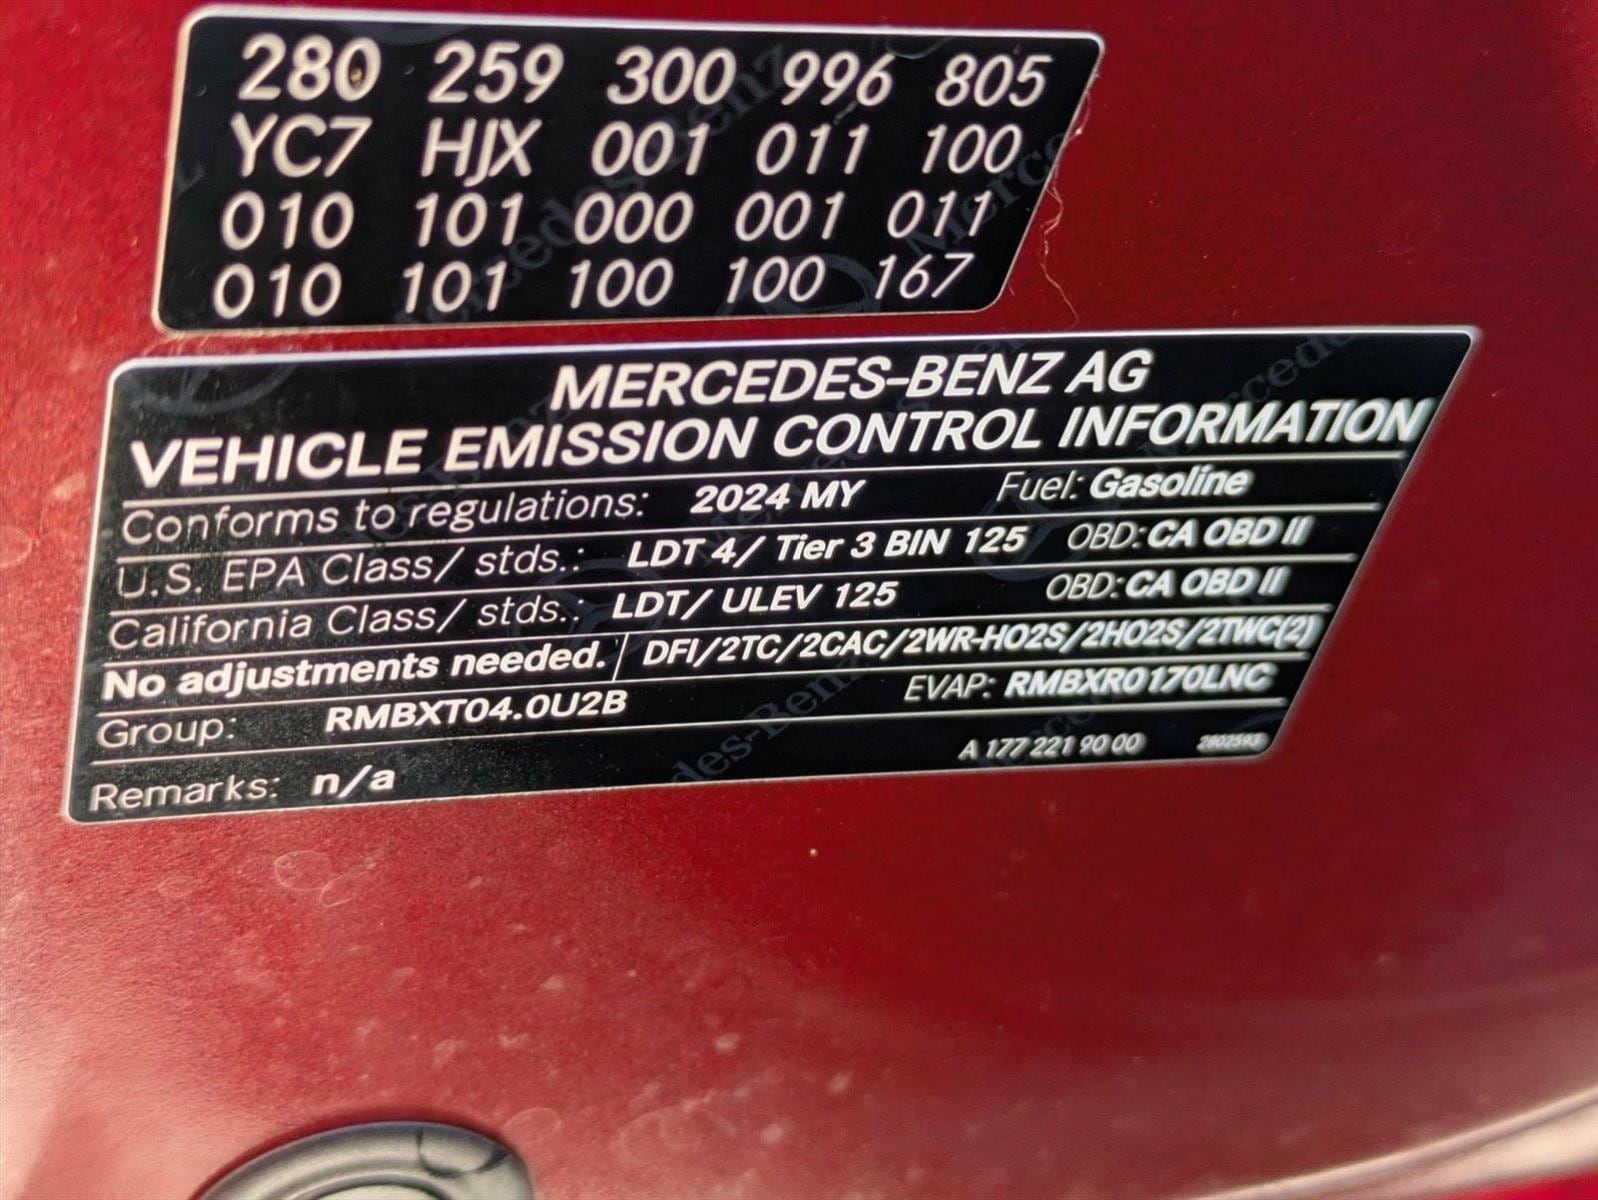 280 259 300 996 805
YC7 HJX 001 011 100
010 101 000 001 011
010 101 100 100 167
MERCEDES-BENZ AG
VEHICLE EMISSION CONTROL INFORMATION
Conforms to regulations: 2024 MY Fuel: Gasoline
U.S. EPA Class/ stds.: LDT 4/ Tier 3 BIN 125 OBD: CA OBD II
California Class/ stds.: LDT/ ULEV 125 OBD: CA OBD II
No adjustments needed. DFI/2TC/2CAC/2WR-HO2S/2HO2S/2TWC(2)
Group: RMBXT04.0U2B EVAP: RMBXR0170LNC
Remarks: n/a A 177 221 90 00 2802593